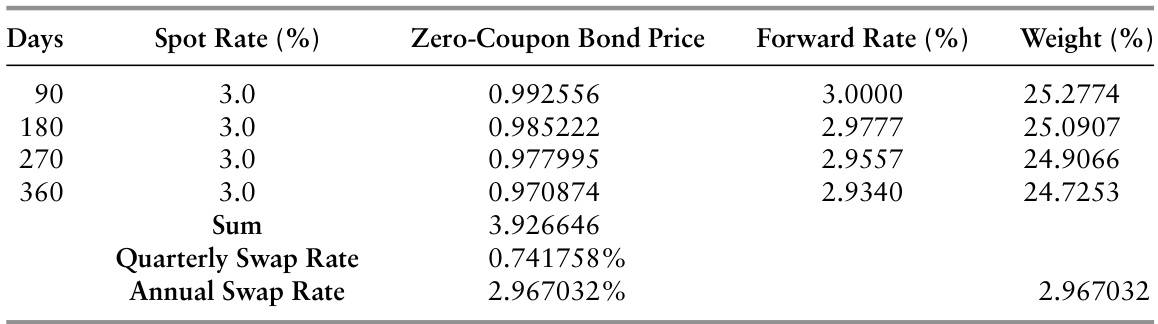 Days Spot Rate (%) Zero-Coupon Bond Price Forward Rate (%) Weight (%)
90 3.0 0.992556 3.0000 25.2774
180 3.0 0.985222 2.9777 25.0907
270 3.0 0.977995 2.9557 24.9066
360 3.0 0.970874 2.9340 24.7253
Sum 3.926646
Quarterly Swap Rate 0.741758%
Annual Swap Rate 2.967032% 2.967032